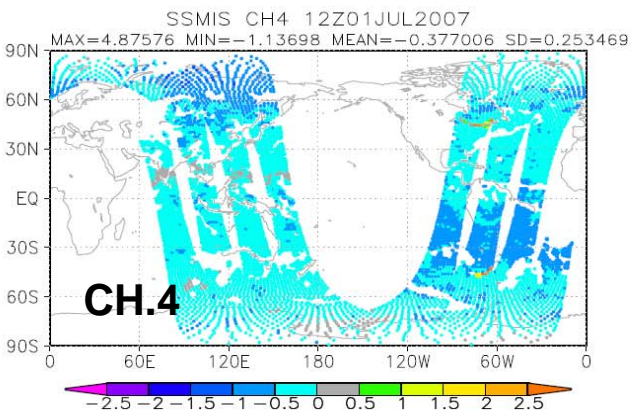 SSMIS CH4 12Z01JUL2007
MAX=4.87576 MIN=−1.13698 MEAN=−0.377006 SD=0.253469
90N
60N
30N
EQ
30S
60S
90S
CH.4
0 60E 120E 180 120W 60W 0
−2.5 −2 −1.5 −1 −0.5 0 0.5 1 1.5 2 2.5